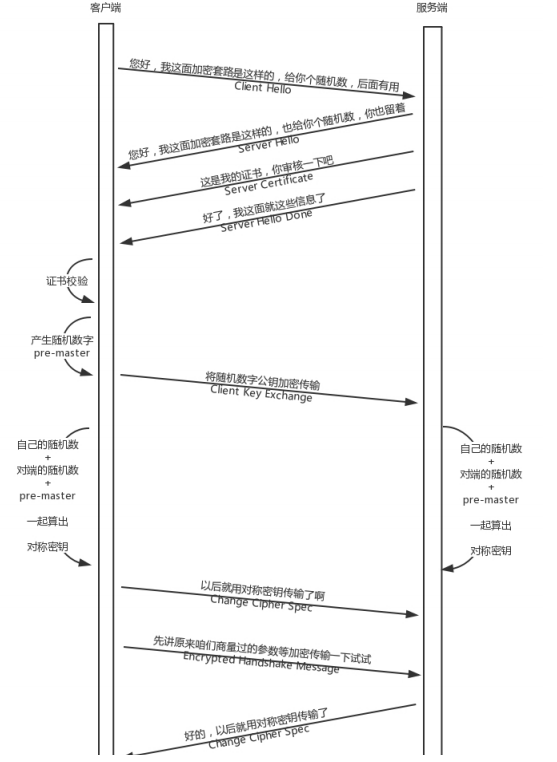 客户端
服务端
您好，我这面加密套路是这样的，给你个随机数，后面有用
Client Hello
您好，我这面加密套路是这样的，也给你个随机数，你也留着
Server Hello
这是我的证书，你审核一下吧
Server Certificate
好了，我这面就这些信息了
Server Hello Done
证书校验
产生随机数字
pre-master
将随机数字公钥加密传输
Client Key Exchange
自己的随机数
+
对端的随机数
+
pre-master
一起算出
对称密钥
自己的随机数
+
对端的随机数
+
pre-master
一起算出
对称密钥
以后就用对称密钥传输了啊
Change Cipher Spec
先讲原来咱们商量过的参数等加密传输一下试试
Encrypted Handshake Message
好的，以后就用对称密钥传输了
Change Cipher Spec